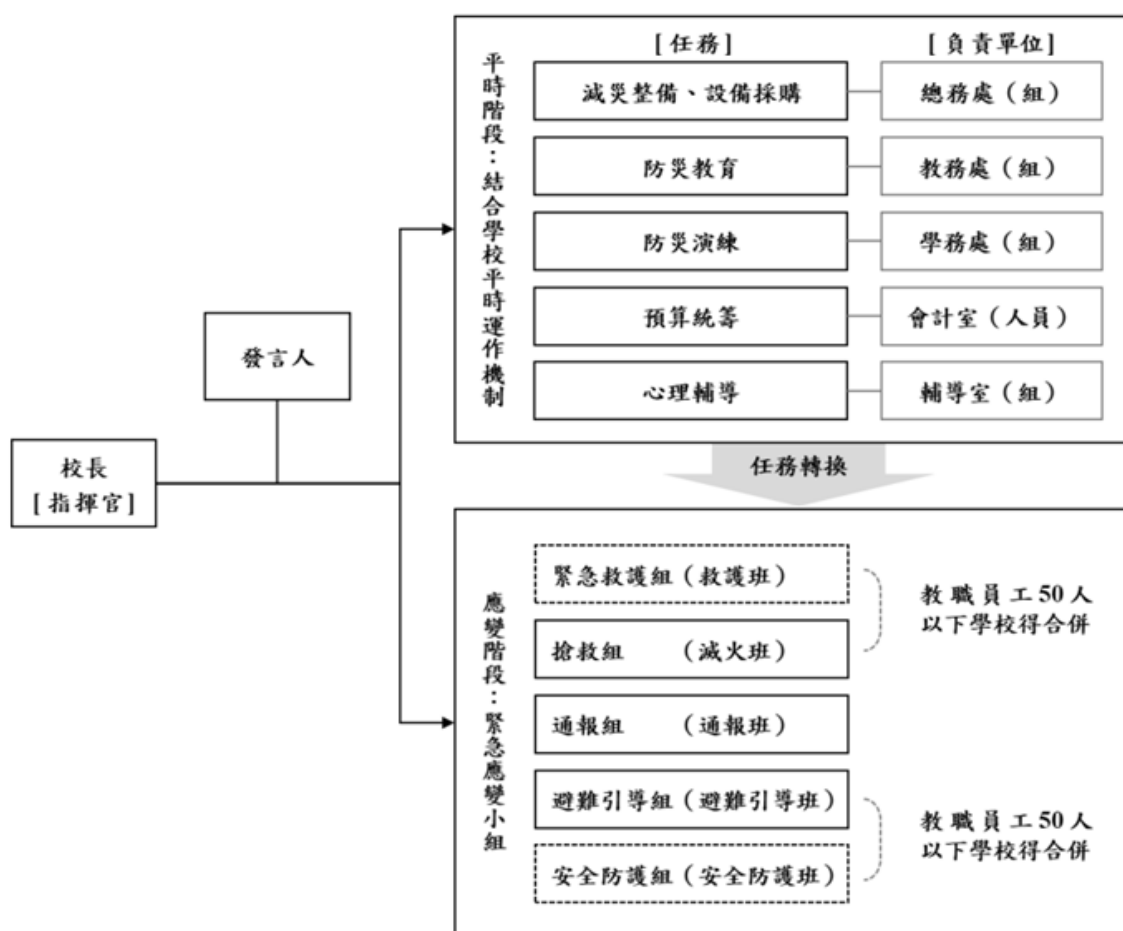 [任務]
[負責單位]
平時階段：結合學校平時運作機制
減災整備、設備採購
總務處（組）
防災教育
教務處（組）
防災演練
學務處（組）
預算統籌
會計室（人員）
心理輔導
輔導室（組）
發言人
校長
[指揮官]
任務轉換
應變階段：緊急應變小組
緊急救護組（救護班）
搶救組　　（滅火班）
教職員工50人
以下學校得合併
通報組　　（通報班）
避難引導組（避難引導班）
安全防護組（安全防護班）
教職員工50人
以下學校得合併